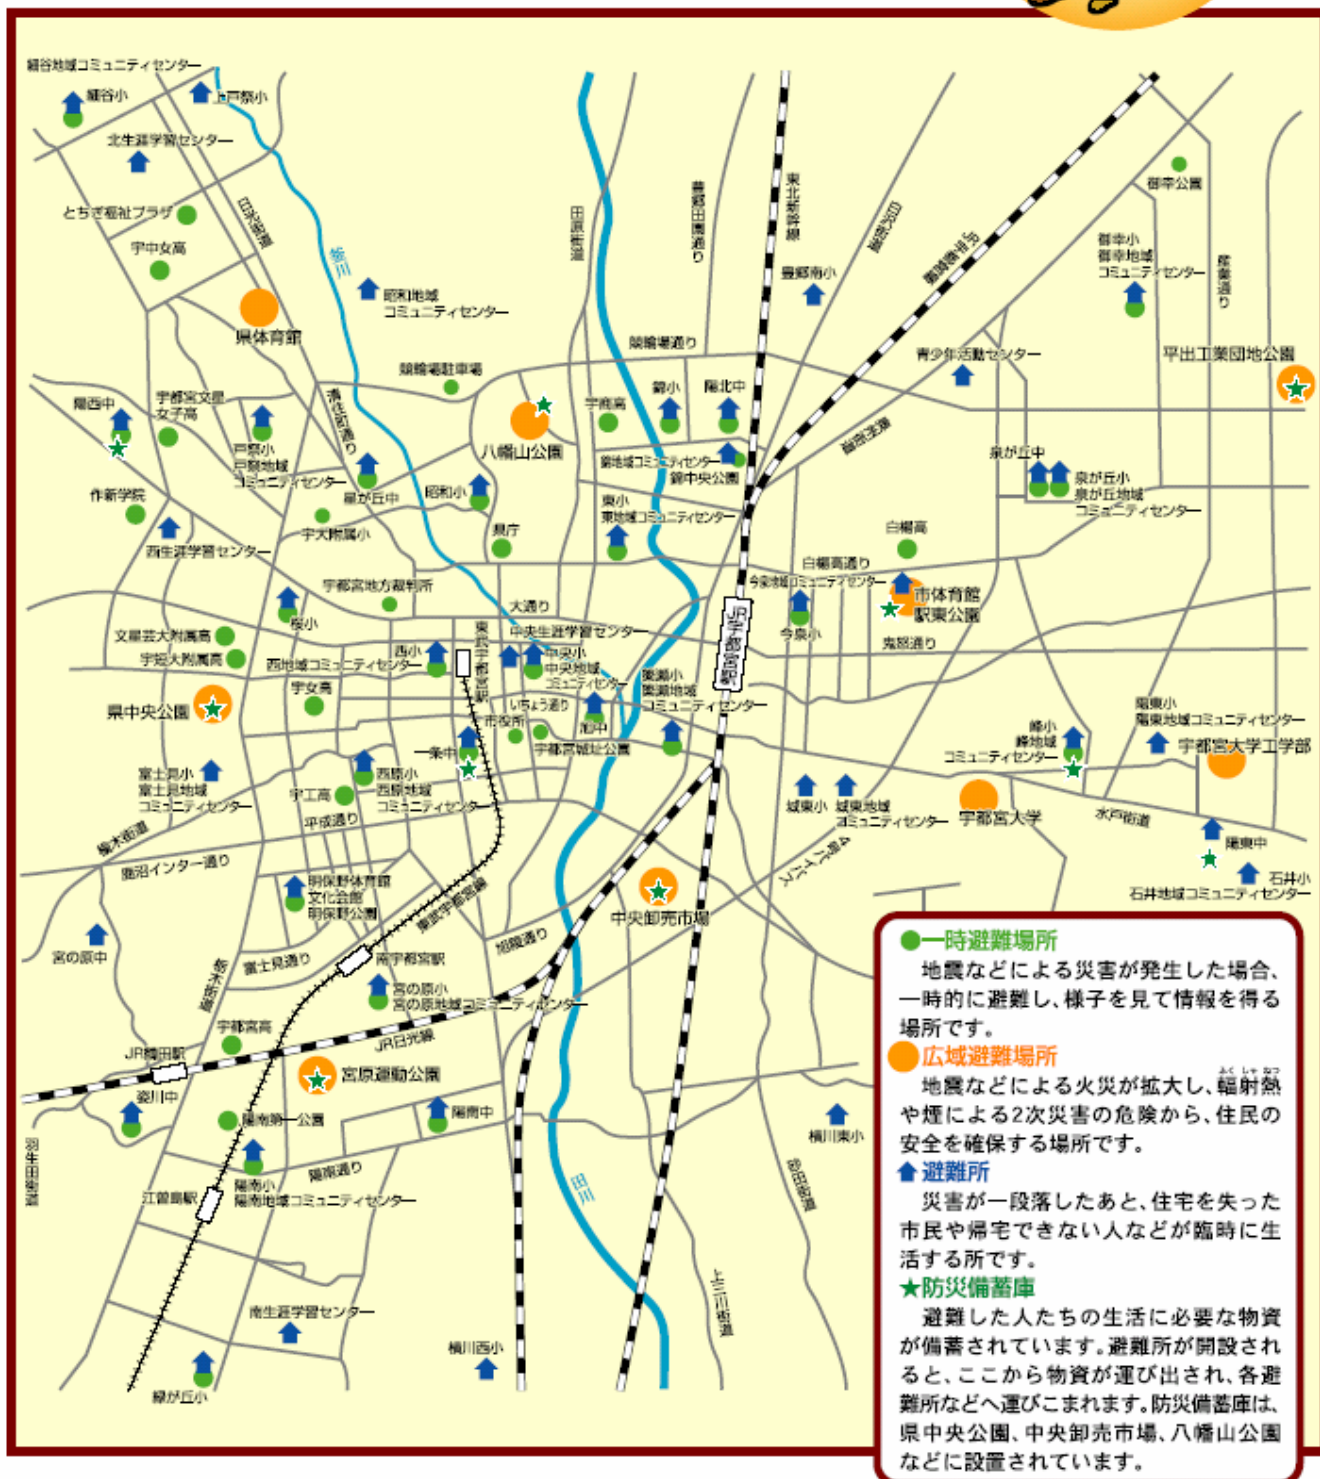 細谷地域コミュニティセンター
細谷小
上戸祭小
北生涯学習センター
とちぎ福祉プラザ
宇中女高
日光街道
釜川
田原街道
豊郷田園通り
東北新幹線
白沢街道
JR宇都宮線
御幸公園
御幸小
御幸地域
コミュニティセンター
産業通り
豊郷南小
県体育館
昭和地域
コミュニティセンター
競輪場通り
競輪場駐車場
青少年活動センター
平出工業団地公園
陽西中
宇都宮文星
女子高
戸祭小
戸祭地域
コミュニティセンター
八幡山公園
宇商高
錦小
陽北中
錦地域コミュニティセンター
錦中央公園
泉が丘中
泉が丘小
泉が丘地域
コミュニティセンター
作新学院
星が丘中
昭和小
東小
東地域コミュニティセンター
西生涯学習センター
宇大附属小
県庁
白楊高
白楊高通り
今泉地域コミュニティセンター
市体育館
駅東公園
宇都宮地方裁判所
大通り
桜小
今泉小
鬼怒通り
文星芸大附属高
宇短大附属高
西小
西地域コミュニティセンター
東武宇都宮駅
中央生涯学習センター
中央小
中央地域
コミュニティセンター
JR宇都宮駅
簗瀬小
簗瀬地域
コミュニティセンター
県中央公園
宇女高
いちょう通り
市役所
旭中
宇都宮城址公園
一条中
峰小
峰地域
コミュニティセンター
陽東小
陽東地域コミュニティセンター
宇都宮大学工学部
富士見小
富士見地域
コミュニティセンター
西原小
西原地域
コミュニティセンター
宇工高
平成通り
城東小
城東地域
コミュニティセンター
宇都宮大学
水戸街道
陽東中
石井小
石井地域コミュニティセンター
鹿沼インター通り
明保野体育館
文化会館
明保野公園
東武宇都宮線
中央卸売市場
4号バイパス
宮の原中
栃木街道
富士見通り
南宇都宮駅
旭陵通り
宮の原小
宮の原地域コミュニティセンター
宇都宮高
JR日光線
JR鶴田駅
宮原運動公園
姿川中
陽南第一公園
陽南中
横川東小
陽南小
陽南地域コミュニティセンター
陽南通り
江曽島駅
田川
南生涯学習センター
横川西小
緑が丘小
●一時避難場所
地震などによる災害が発生した場合、
一時的に避難し、様子を見て情報を得る
場所です。
広域避難場所
地震などによる火災が拡大し、輻射熱
や煙による2次災害の危険から、住民の
安全を確保する場所です。
避難所
災害が一段落したあと、住宅を失った
市民や帰宅できない人などが臨時に生
活する所です。
★防災備蓄庫
避難した人たちの生活に必要な物資
が備蓄されています。避難所が開設され
ると、ここから物資が運び出され、各避
難所などへ運びこまれます。防災備蓄庫は、
県中央公園、中央卸売市場、八幡山公園
などに設置されています。